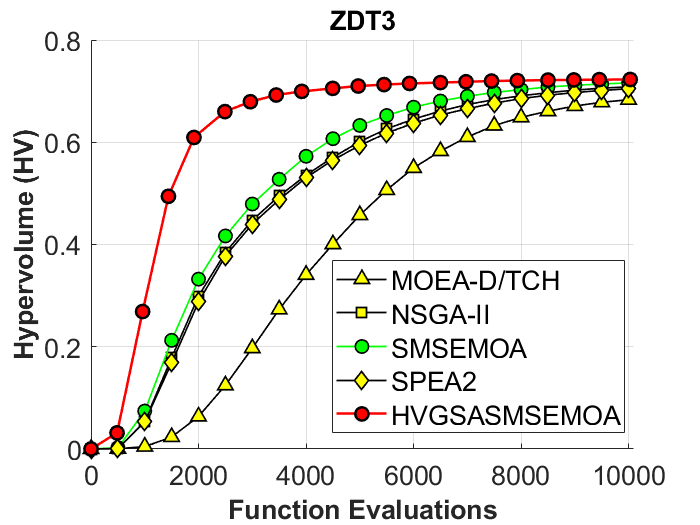 ZDT3
Hypervolume (HV)
0.8
0.6
0.4
0.2
0
MOEA-D/TCH
NSGA-II
SMSEMOA
SPEA2
HVGSASMSEMOA
0 2000 4000 6000 8000 10000
Function Evaluations